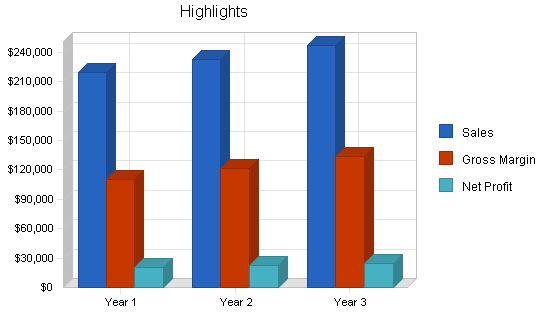 Highlights
$240,000
$210,000
$180,000
$150,000
$120,000
$90,000
$60,000
$30,000
$0
Year 1
Year 2
Year 3
Sales
Gross Margin
Net Profit